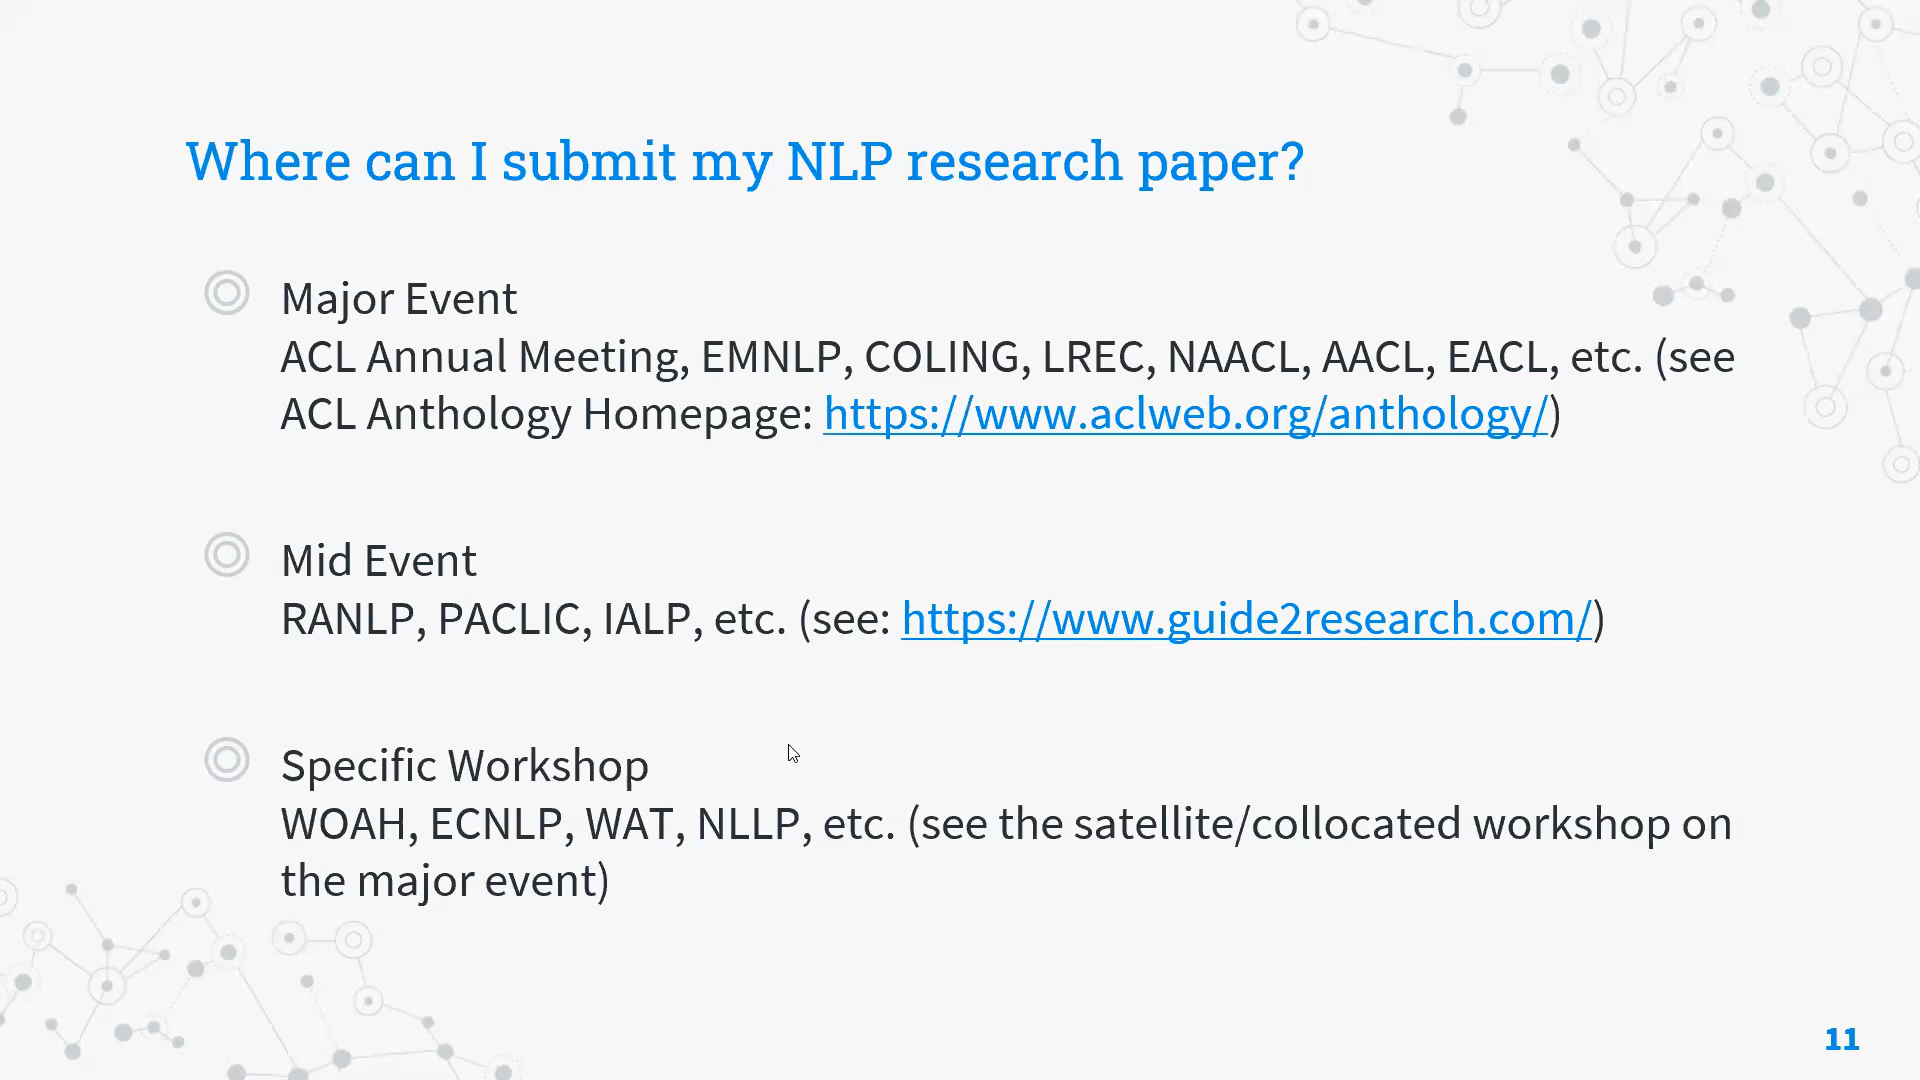 Where can I submit my NLP research paper?
Major Event
ACL Annual Meeting, EMNLP, COLING, LREC, NAACL, AACL, EACL, etc. (see
ACL Anthology Homepage: https://www.aclweb.org/anthology/)
Mid Event
RANLP, PACLIC, IALP, etc. (see: https://www.guide2research.com/)
Specific Workshop
WOAH, ECNLP, WAT, NLLP, etc. (see the satellite/collocated workshop on
the major event)
11